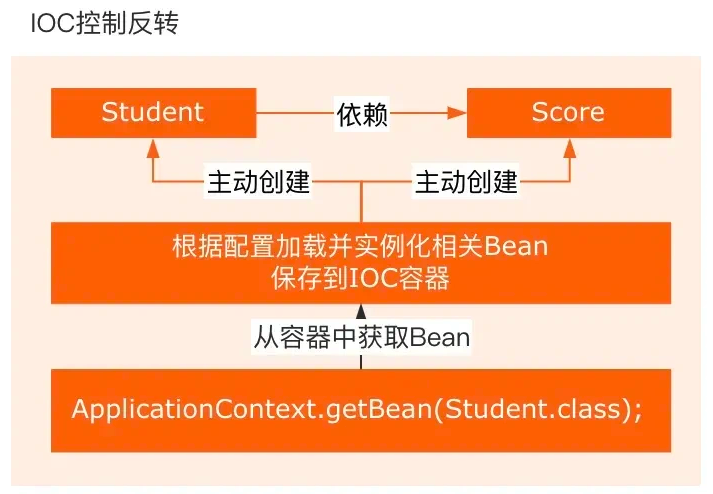 IOC控制反转
Student
依赖
Score
主动创建
主动创建
根据配置加载并实例化相关Bean
保存到IOC容器
从容器中获取Bean
ApplicationContext.getBean(Student.class);